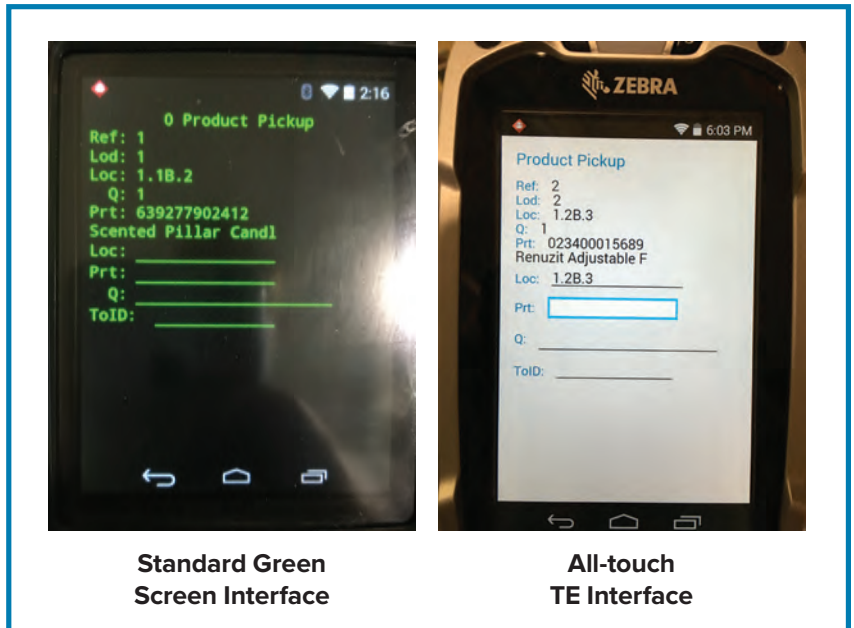 2:16
0 Product Pickup
Ref: 1
Lod: 1
Loc: 1.1B.2
Q: 1
Prt: 639277902412
Scented Pillar Candl
Loc:
Prt:
Q:
ToID:
Standard Green
Screen Interface
ZEBRA
6:03 PM
Product Pickup
Ref: 2
Lod: 2
Loc: 1.2B.3
Q: 1
Prt: 023400015689
Renuzit Adjustable F
Loc: 1.2B.3
Prt:
Q:
ToID:
All-touch
TE Interface